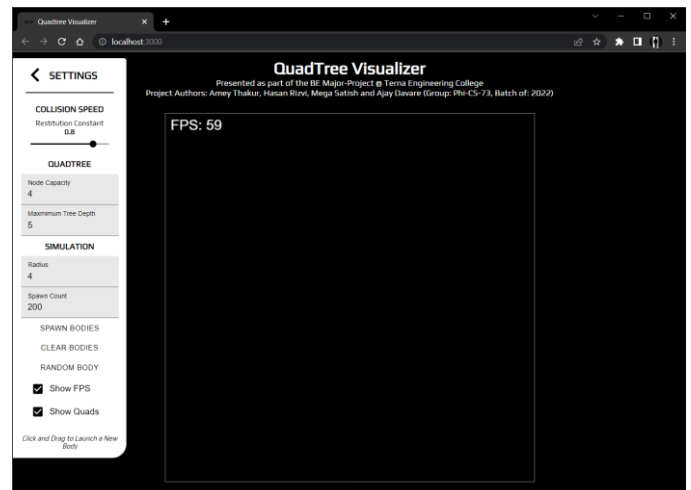 Quadtree Visualizer
localhost:3000
SETTINGS
COLLISION SPEED
Restitution Constant
0.8
QUADTREE
Node Capacity
4
Maxmimum Tree Depth
5
SIMULATION
Radius
4
Spawn Count
200
SPAWN BODIES
CLEAR BODIES
RANDOM BODY
Show FPS
Show Quads
Click and Drag to Launch a New
Body
QuadTree Visualizer
Presented as part of the BE Major-Project @ Terna Engineering College
Project Authors: Amey Thakur, Hasan Rizvi, Mega Satish and Ajay Davare (Group: Phi-CS-73, Batch of: 2022)
FPS: 59